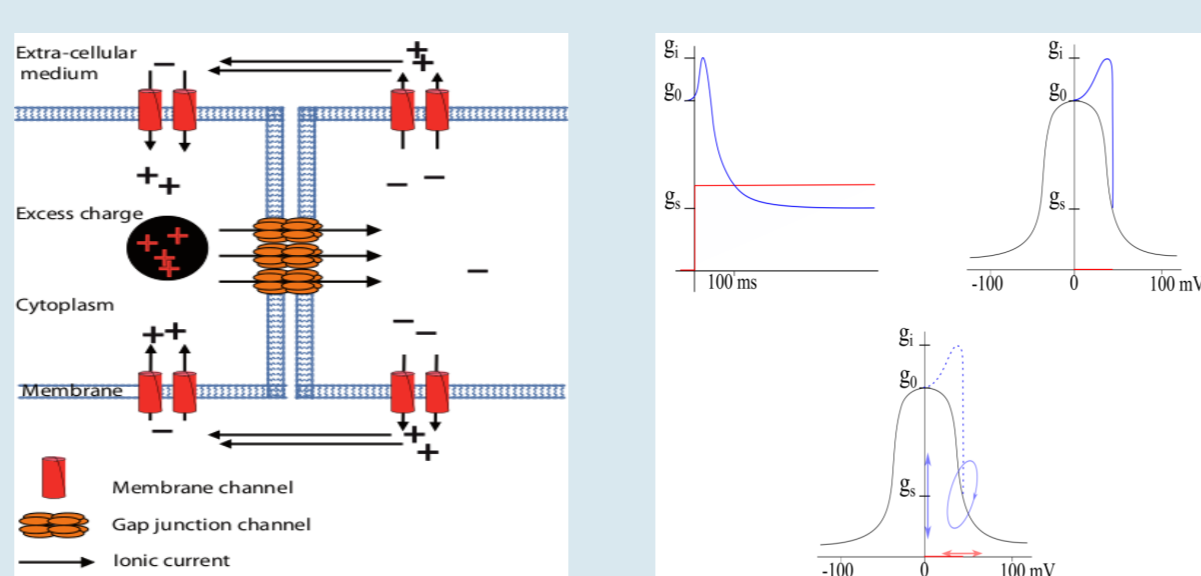 Extra-cellular
medium
Excess charge
Cytoplasm
Membrane
Membrane channel
Gap junction channel
Ionic current
gi
g0
gs
100 ms
gi
g0
gs
-100
0
100 mV
gi
g0
gs
-100
0
100 mV